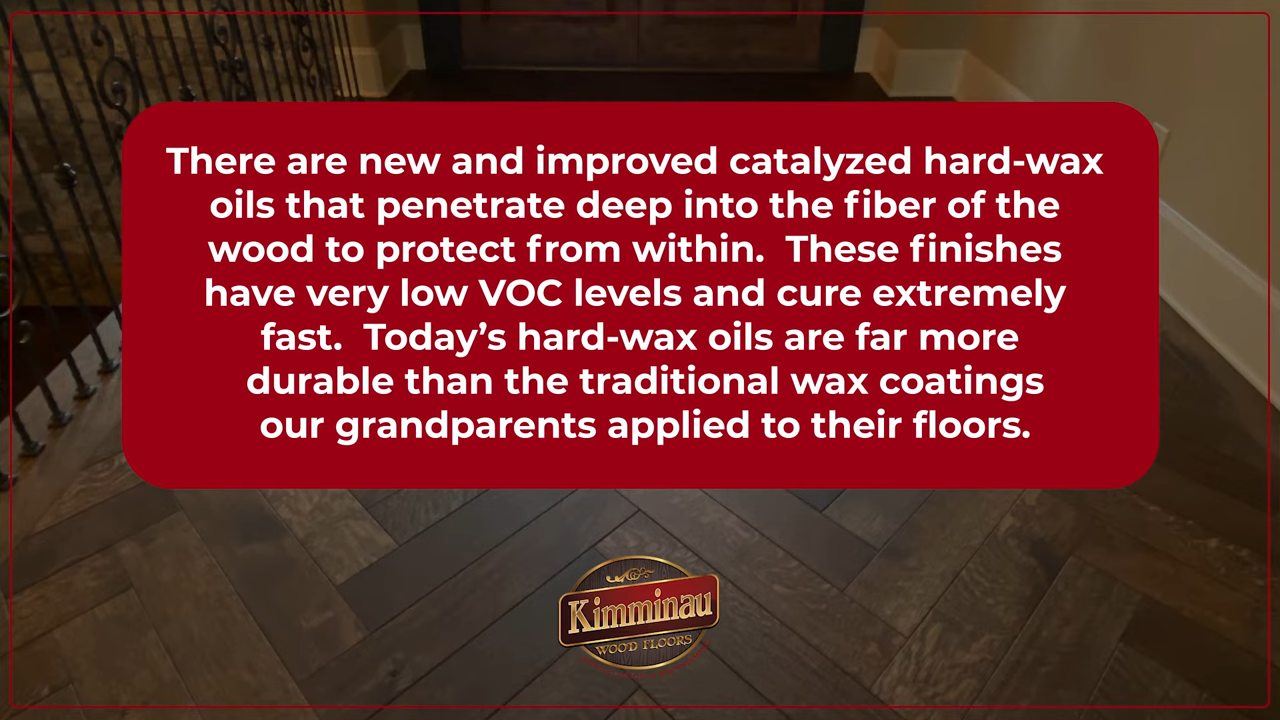 There are new and improved catalyzed hard-wax
oils that penetrate deep into the fiber of the
wood to protect from within.  These finishes
have very low VOC levels and cure extremely
fast.  Today’s hard-wax oils are far more
durable than the traditional wax coatings
our grandparents applied to their floors.
Kimminau
WOOD FLOORS